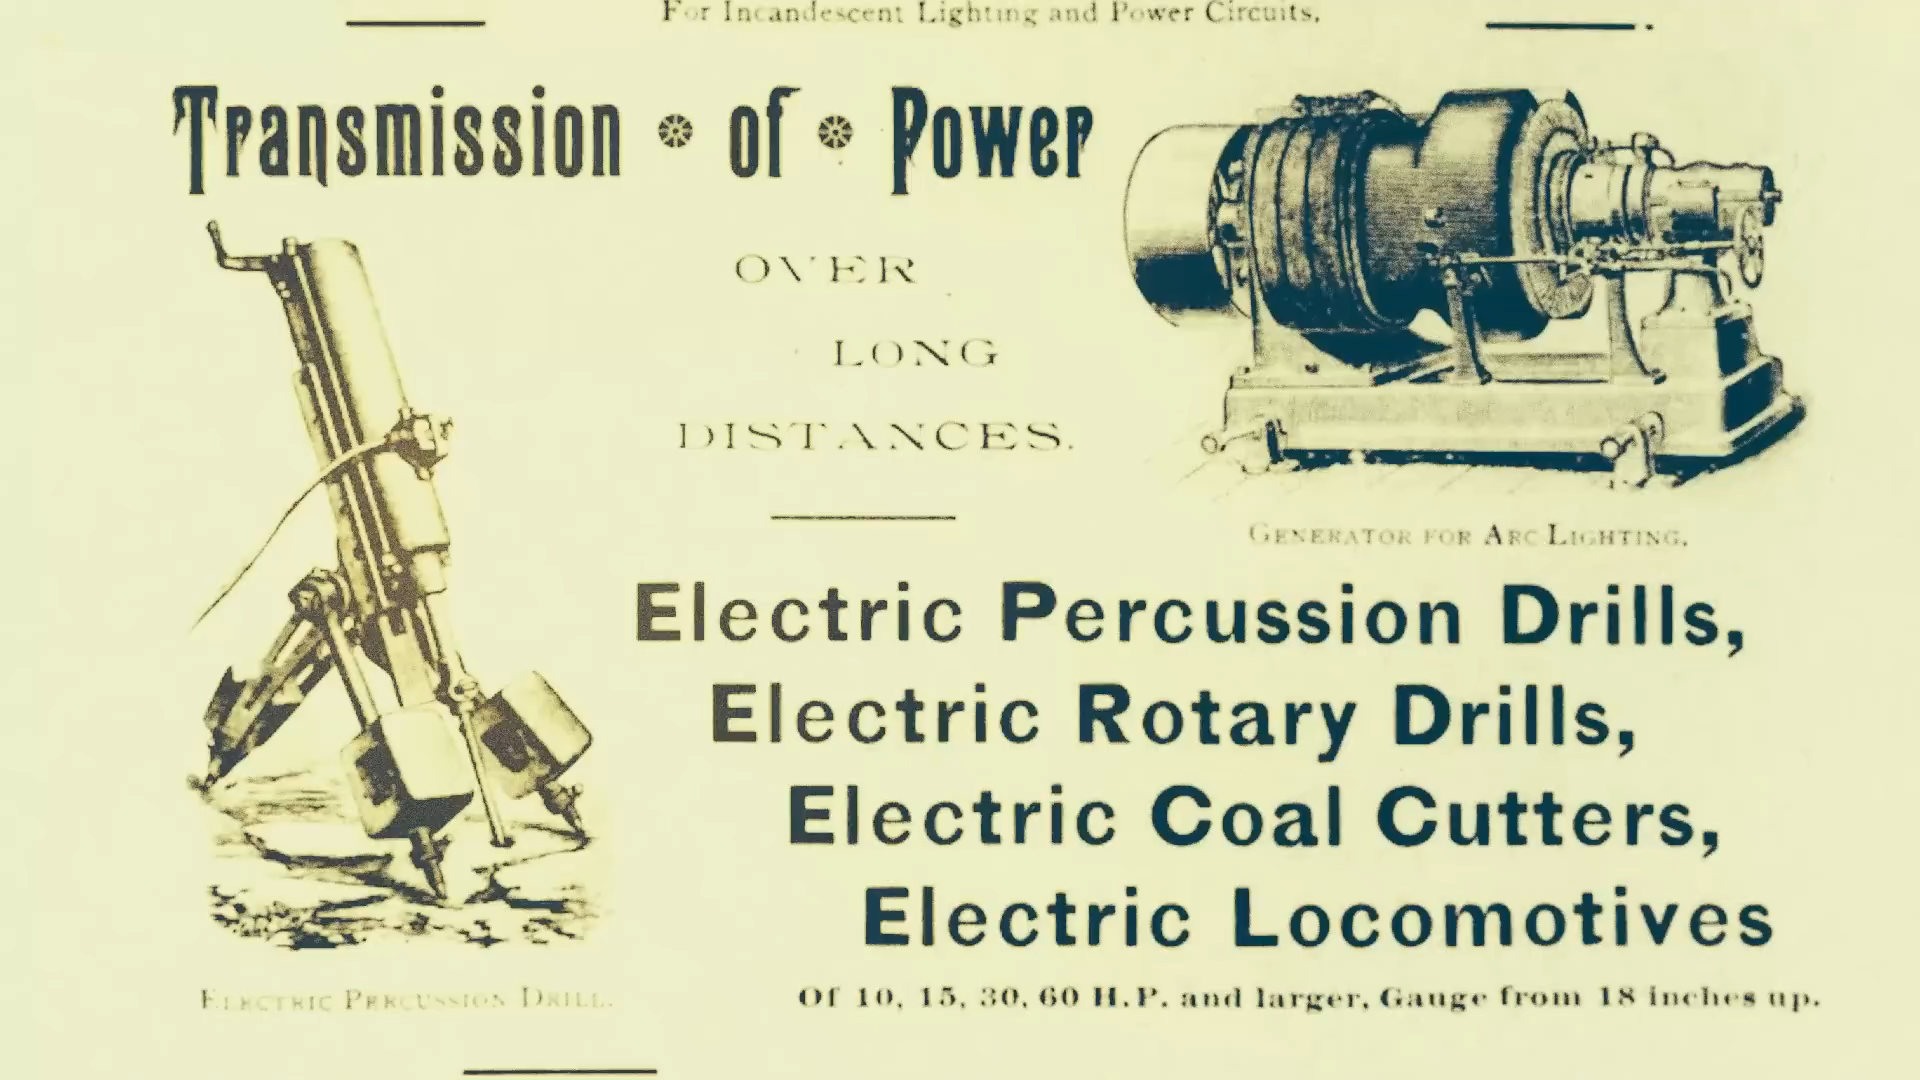 For Incandescent Lighting and Power Circuits.
Transmission of Power
OVER
LONG
DISTANCES.
GENERATOR FOR ARC LIGHTING.
Electric Percussion Drills,
Electric Rotary Drills,
Electric Coal Cutters,
Electric Locomotives
Of 10, 15, 30, 60 H.P. and larger, Gauge from 18 inches up.
ELECTRIC PERCUSSION DRILL.